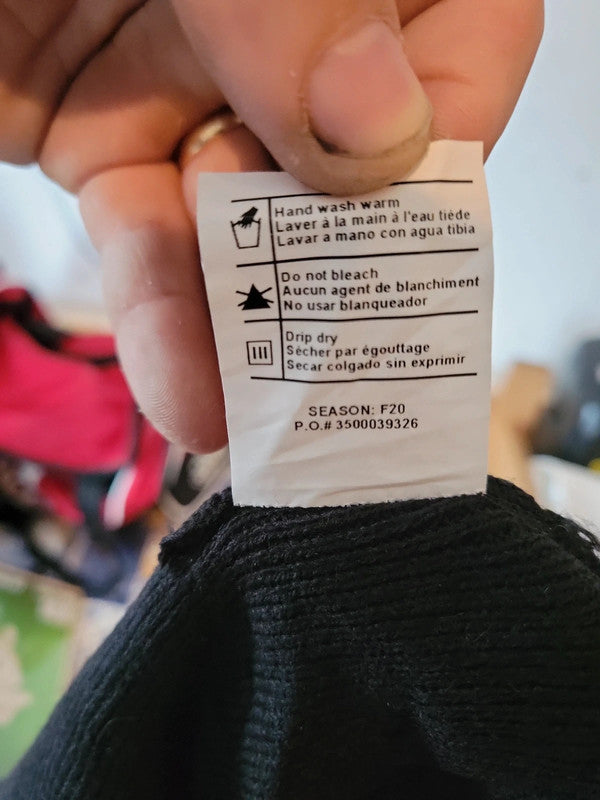 Hand wash warm
Laver à la main à l'eau tiède
Lavar a mano con agua tibia
Do not bleach
Aucun agent de blanchiment
No usar blanqueador
Drip dry
Sécher par égouttage
Secar colgado sin exprimir
SEASON: F20
P.O.# 3500039326